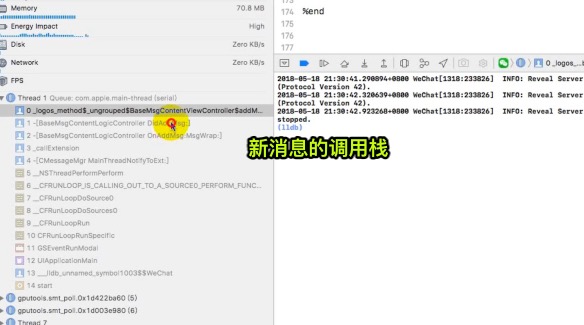 Memory
70.8 MB
Energy Impact
High
Disk
Zero KB/s
Network
Zero KB/s
FPS
Thread 1 Queue: com.apple.main-thread (serial)
0 _logos_method$_ungrouped$BaseMsgContentViewController$addM...
1 -[BaseMsgContentLogicController DidAddMsg:]
2 -[BaseMsgContentLogicController OnAddMsg:MsgWrap:]
3 _callExtension
4 -[CMessageMgr MainThreadNotifyToExt:]
5 __NSThreadPerformPerform
6 __CFRUNLOOP_IS_CALLING_OUT_TO_A_SOURCE0_PERFORM_FUNC...
7 __CFRunLoopDoSource0
8 __CFRunLoopDoSources0
9 __CFRunLoopRun
10 CFRunLoopRunSpecific
11 GSEventRunModal
12 UIApplicationMain
13 ___lldb_unnamed_symbol1003$$WeChat
14 start
gputools.smt_poll.0x1d422ba60 (5)
gputools.smt_poll.0x1d003e980 (6)
Thread 7
174
175 %end
176
177
0 _logos_...
2018-05-18 21:30:41.290894+0800 WeChat[1318:233826] INFO: Reveal Server
(Protocol Version 42).
2018-05-18 21:30:42.320639+0800 WeChat[1318:233826] INFO: Reveal Server
(Protocol Version 42).
2018-05-18 21:30:42.923268+0800 WeChat[1318:233826] INFO: Reveal Server
stopped.
(lldb)
新消息的调用栈